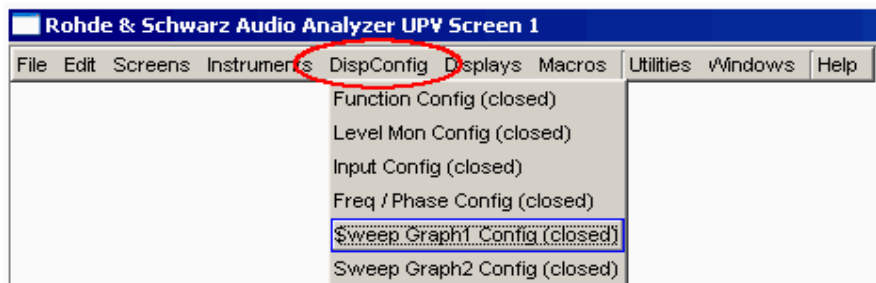 Rohde & Schwarz Audio Analyzer UPV Screen 1
File Edit Screens Instruments DispConfig Displays Macros Utilities Windows Help
Function Config (closed)
Level Mon Config (closed)
Input Config (closed)
Freq / Phase Config (closed)
Sweep Graph1 Config (closed)
Sweep Graph2 Config (closed)